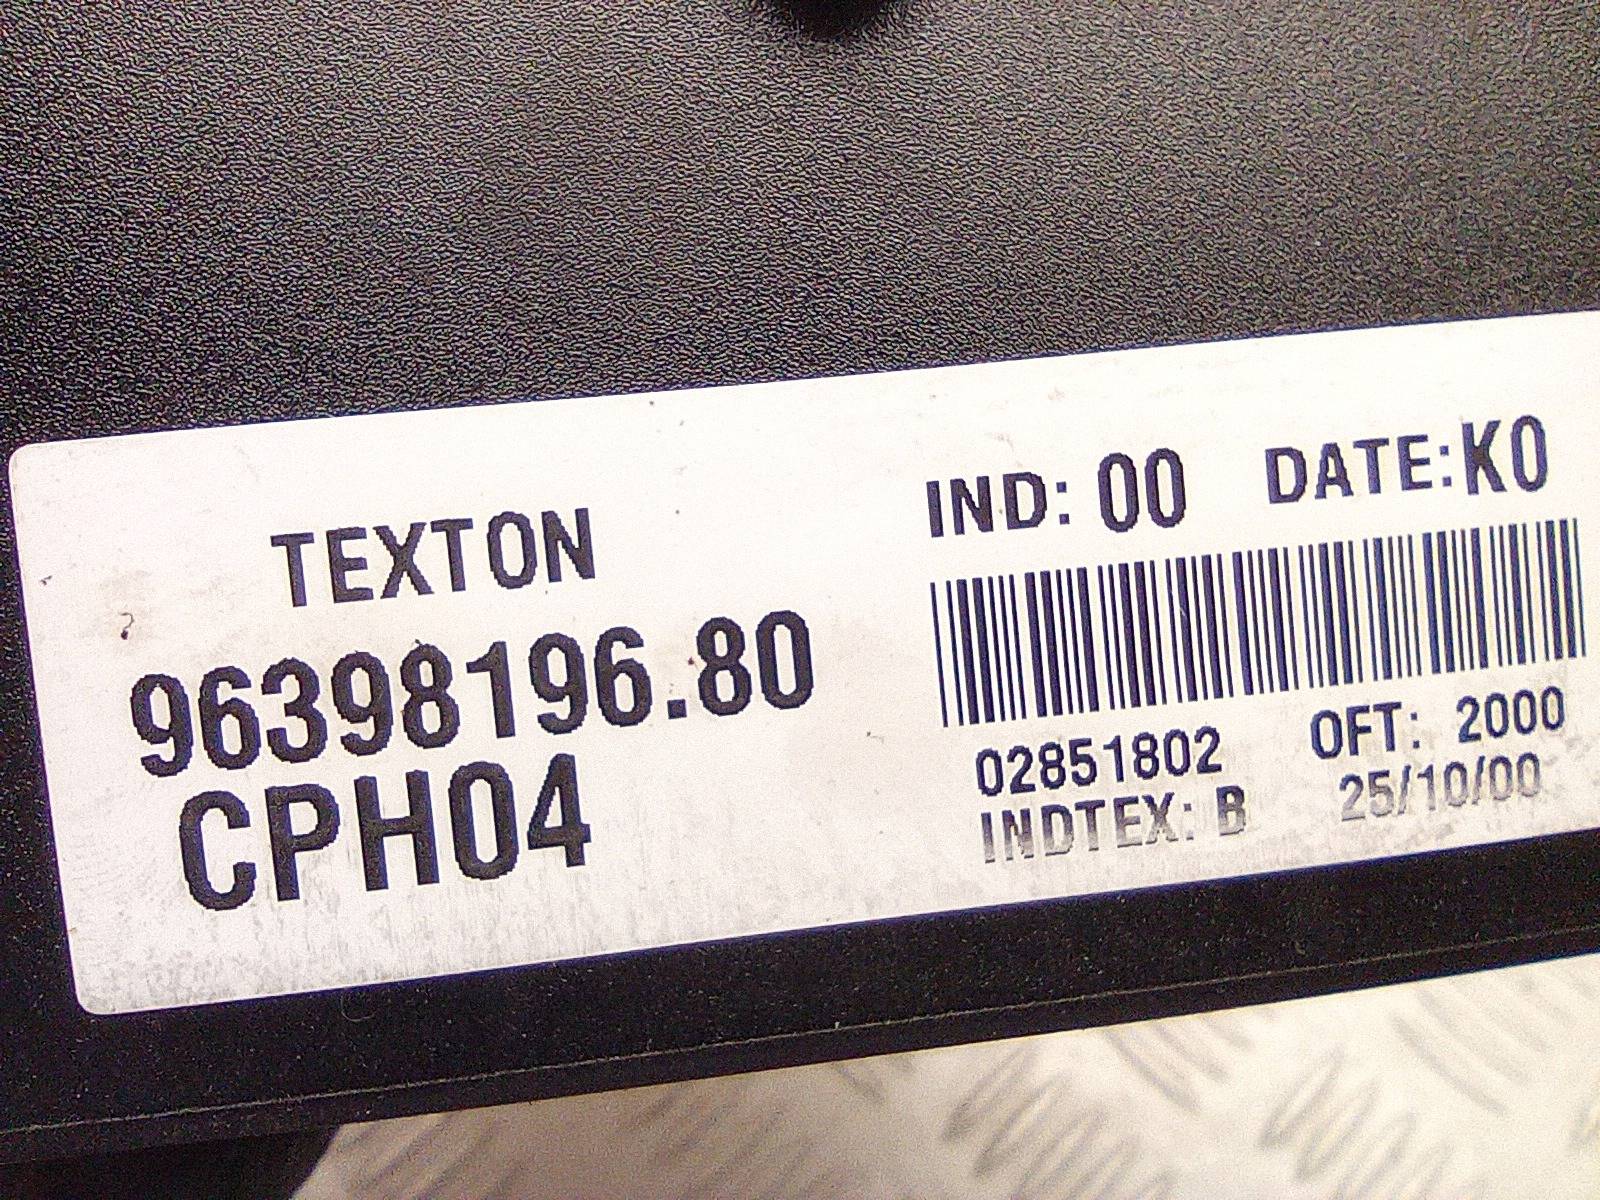 TEXTON
96398196.80
CPH04
IND: 00 DATE: K0
02851802 OFT: 2000
INDTEX: B 25/10/00